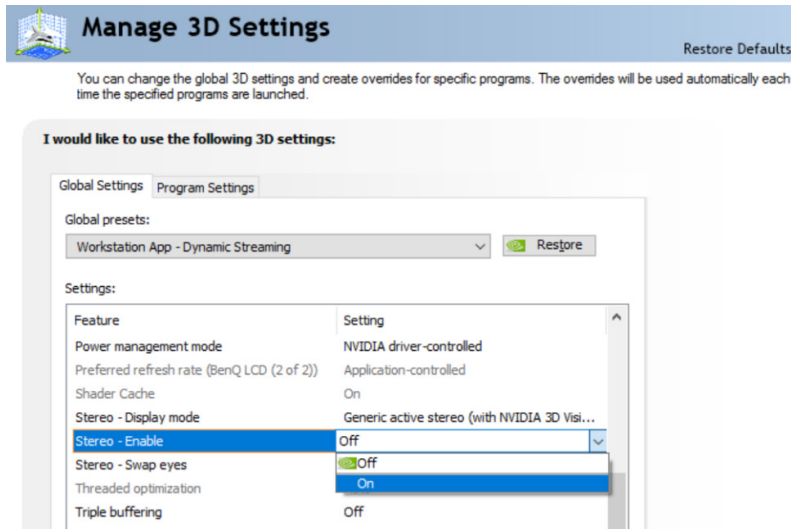 Manage 3D Settings
Restore Defaults
You can change the global 3D settings and create overrides for specific programs. The overrides will be used automatically each
time the specified programs are launched.
I would like to use the following 3D settings:
Global Settings Program Settings
Global presets:
Workstation App - Dynamic Streaming Restore
Settings:
Feature Setting
Power management mode NVIDIA driver-controlled
Preferred refresh rate (BenQ LCD (2 of 2)) Application-controlled
Shader Cache On
Stereo - Display mode Generic active stereo (with NVIDIA 3D Visi...
Stereo - Enable Off
Stereo - Swap eyes Off
Threaded optimization On
Triple buffering Off